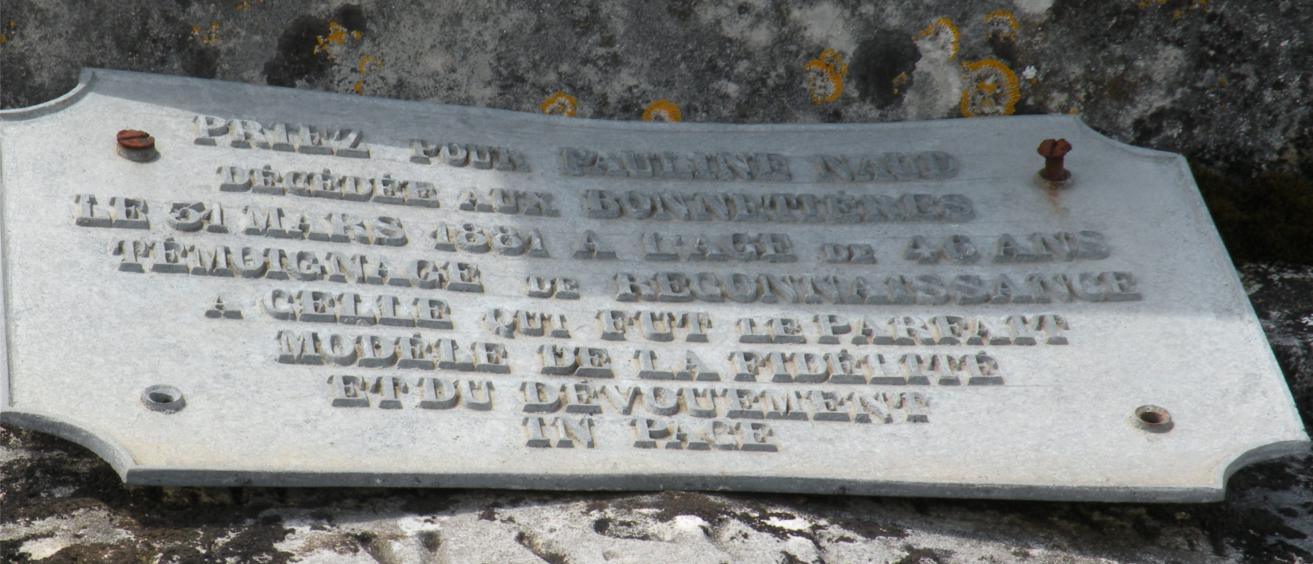 PRIEZ POUR PAULINE NAUD
DÉCÉDÉE AUX BONNETIÈRES
LE 31 MARS 1881 A L'AGE DE 46 ANS
TÉMOIGNAGE DE RECONNAISSANCE
A CELLE QUI FUT LE PARFAIT
MODÈLE DE LA FIDÉLITÉ
ET DU DÉVOUEMENT
IN PACE